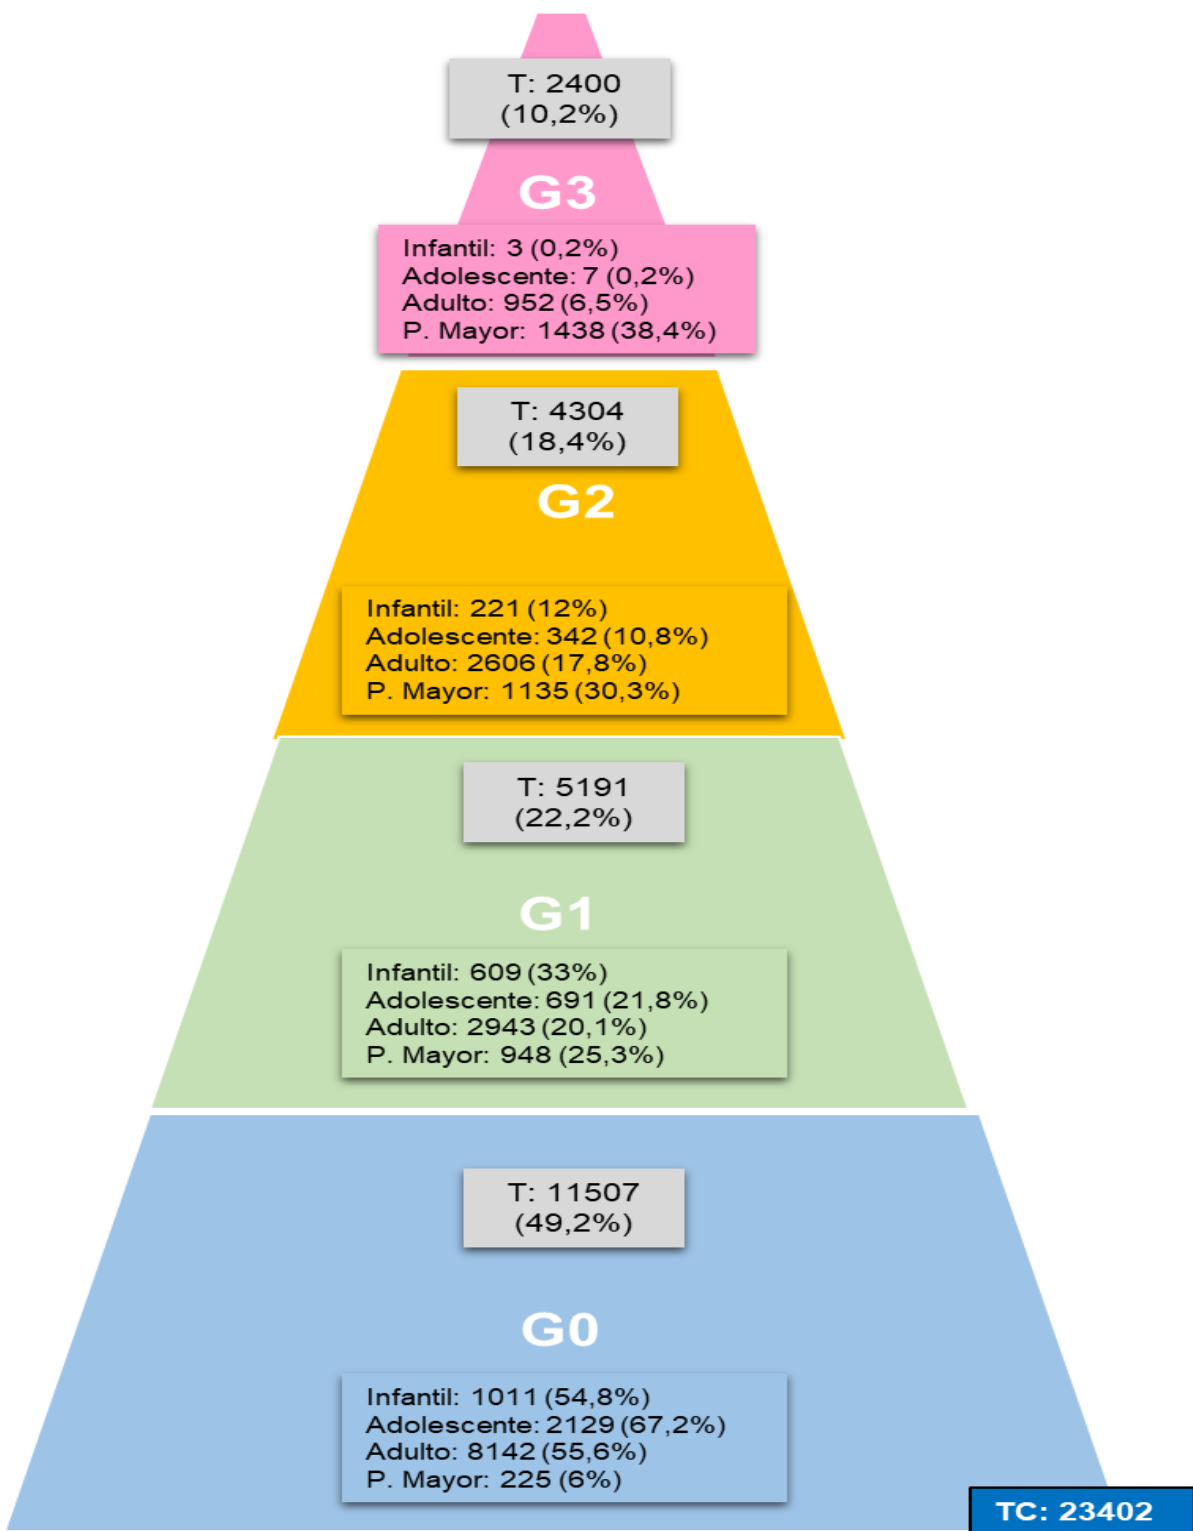 T: 2400
(10,2%)
G3
Infantil: 3 (0,2%)
Adolescente: 7 (0,2%)
Adulto: 952 (6,5%)
P. Mayor: 1438 (38,4%)
T: 4304
(18,4%)
G2
Infantil: 221 (12%)
Adolescente: 342 (10,8%)
Adulto: 2606 (17,8%)
P. Mayor: 1135 (30,3%)
T: 5191
(22,2%)
G1
Infantil: 609 (33%)
Adolescente: 691 (21,8%)
Adulto: 2943 (20,1%)
P. Mayor: 948 (25,3%)
T: 11507
(49,2%)
G0
Infantil: 1011 (54,8%)
Adolescente: 2129 (67,2%)
Adulto: 8142 (55,6%)
P. Mayor: 225 (6%)
TC: 23402